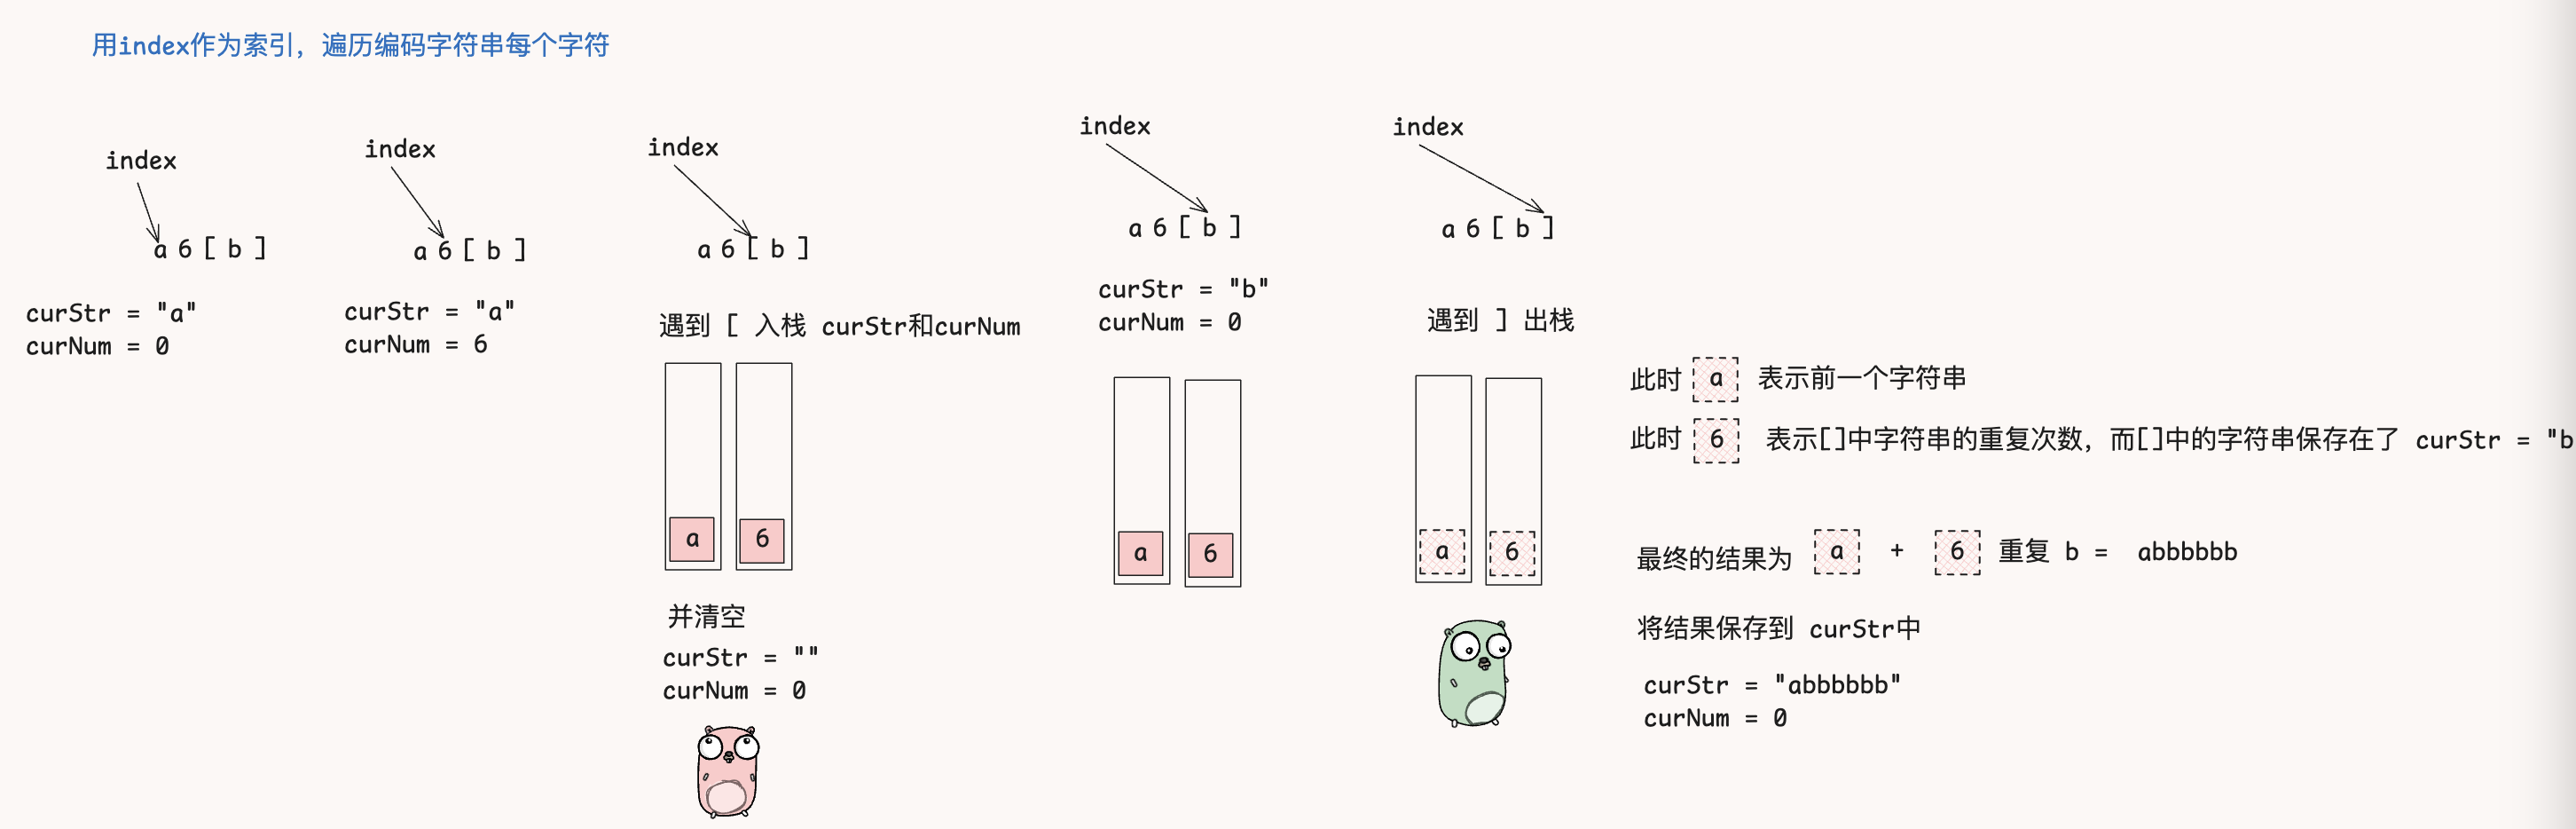 用index作为索引，遍历编码字符串每个字符
index
a 6 [ b ]
curStr = "a"
curNum = 0
index
a 6 [ b ]
curStr = "a"
curNum = 6
index
a 6 [ b ]
遇到 [ 入栈 curStr和curNum
a 6
并清空
curStr = ""
curNum = 0
index
a 6 [ b ]
curStr = "b"
curNum = 0
a 6
index
a 6 [ b ]
遇到 ] 出栈
a 6
此时 a 表示前一个字符串
此时 6 表示[]中字符串的重复次数，而[]中的字符串保存在了 curStr = "b
最终的结果为 a + 6 重复 b = abbbbbb
将结果保存到 curStr中
curStr = "abbbbbb"
curNum = 0